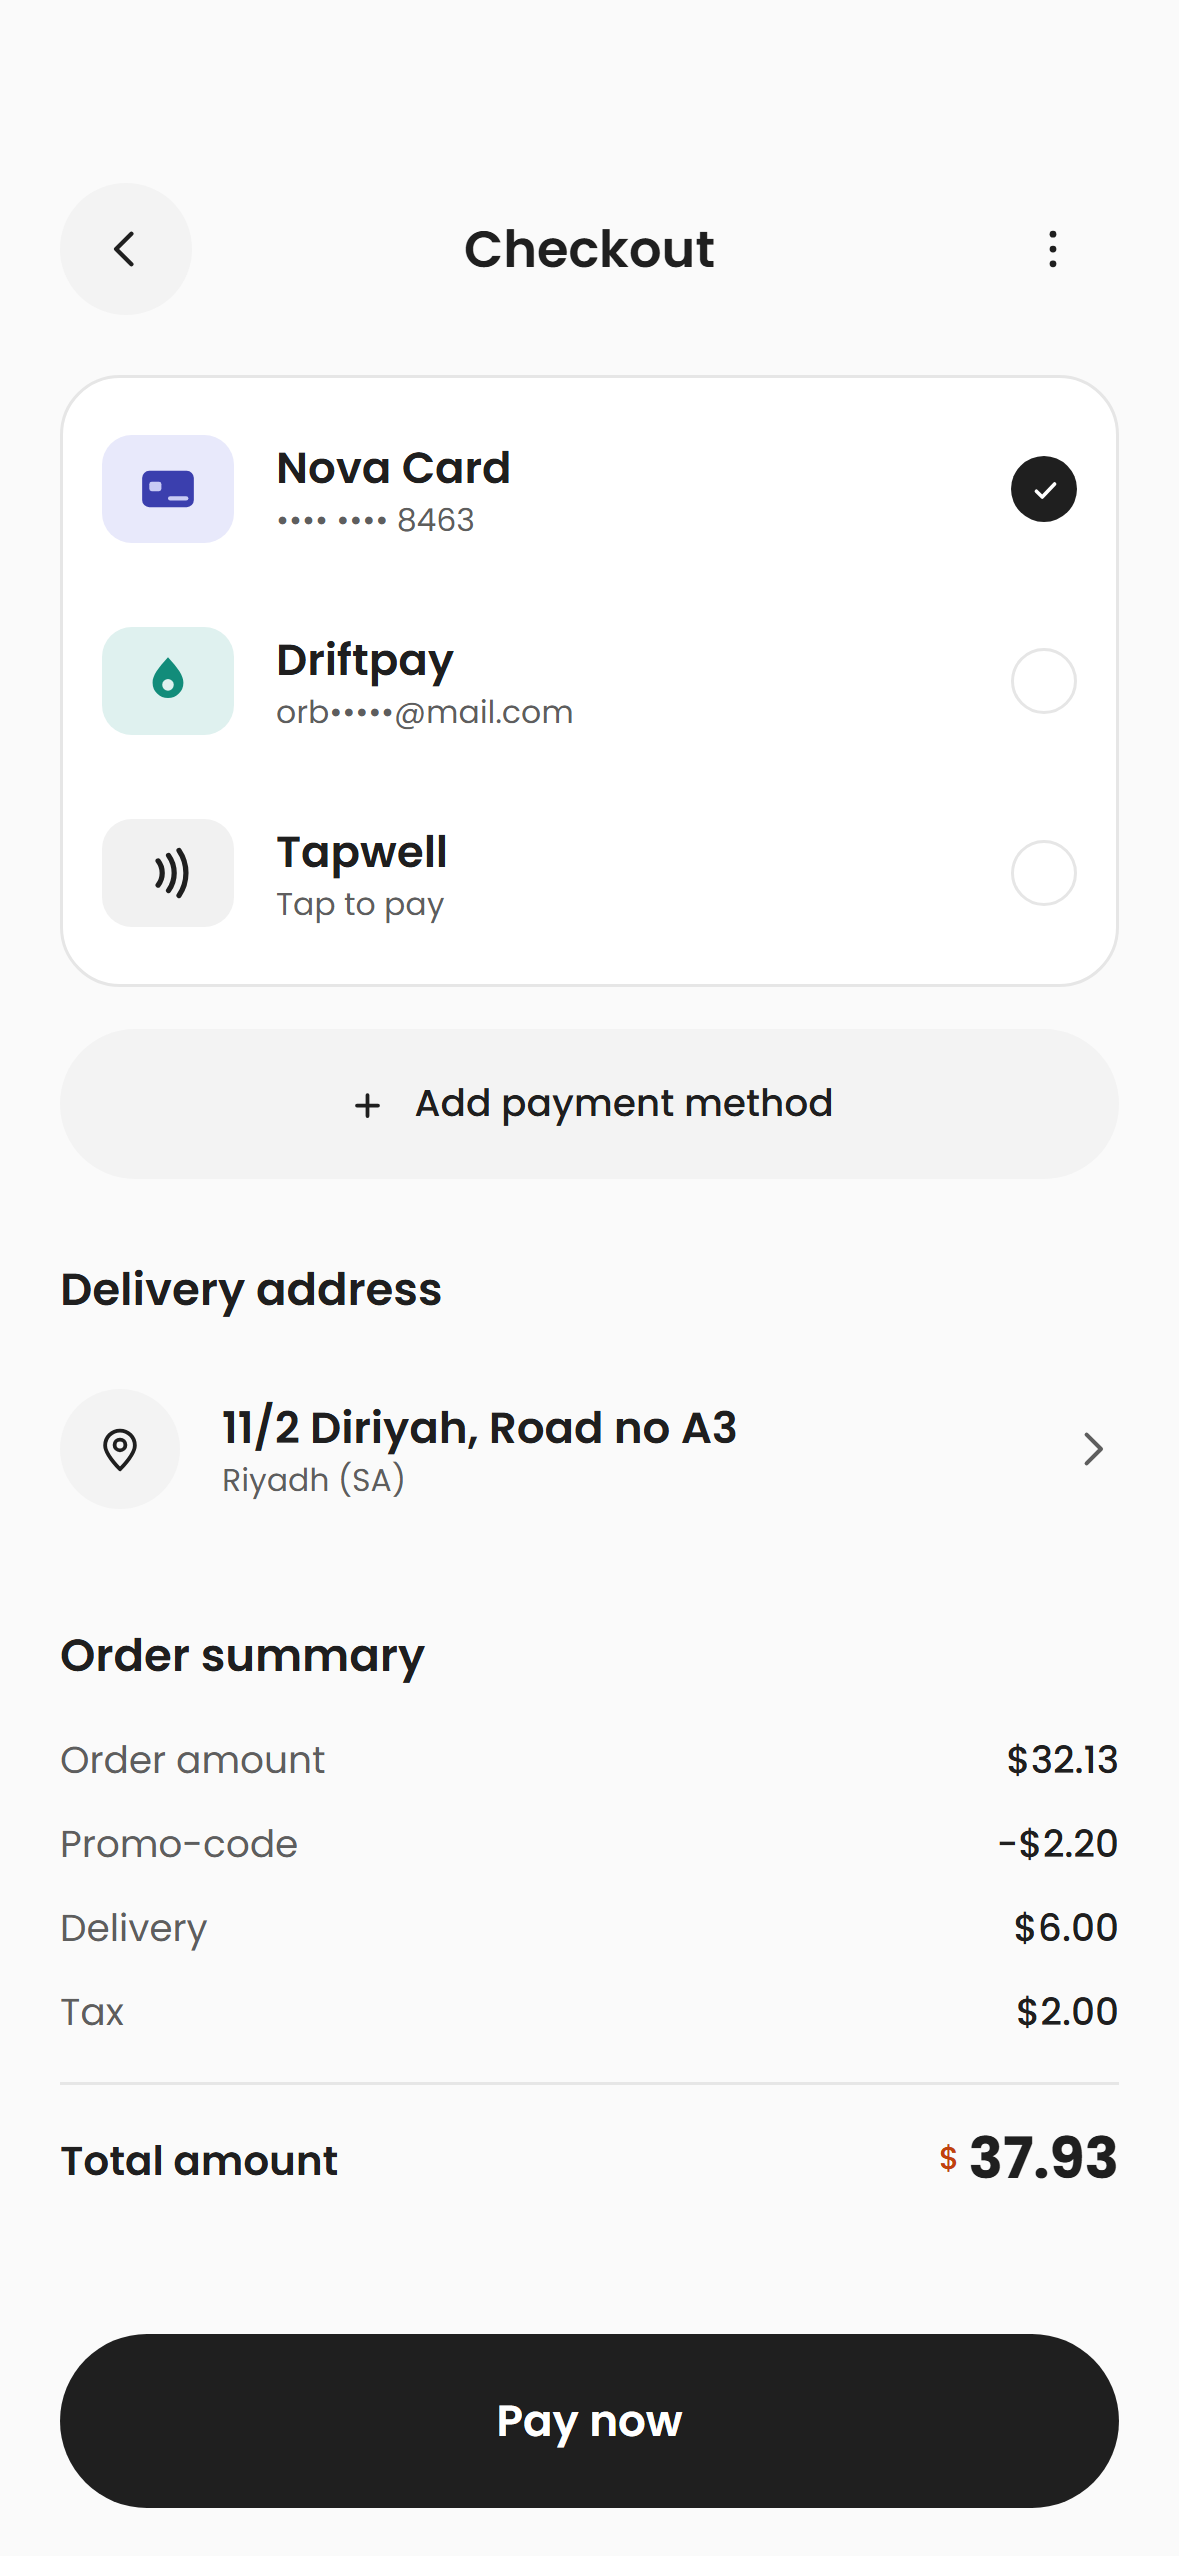 Checkout
Nova Card
•••• •••• 8463
Driftpay
orb•••••@mail.com
Tapwell
Tap to pay
+ Add payment method
Delivery address
11/2 Diriyah, Road no A3
Riyadh (SA)
Order summary
Order amount $32.13
Promo-code -$2.20
Delivery $6.00
Tax $2.00
Total amount $ 37.93
Pay now